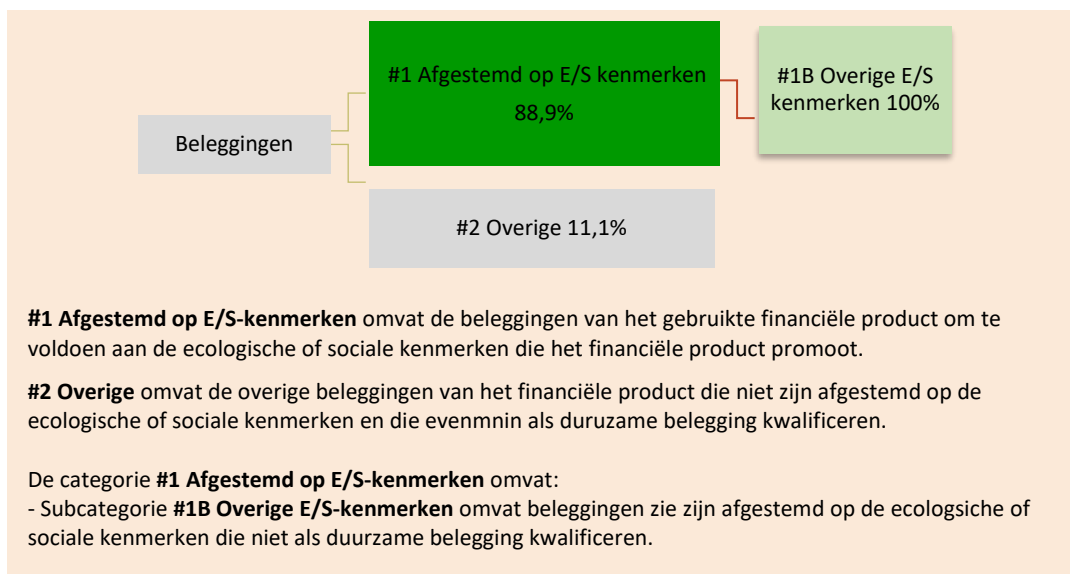 #1 Afgestemd op E/S kenmerken
88,9%
#1B Overige E/S
kenmerken 100%
Beleggingen
#2 Overige 11,1%
#1 Afgestemd op E/S-kenmerken omvat de beleggingen van het gebruikte financiële product om te
voldoen aan de ecologische of sociale kenmerken die het financiële product promoot.
#2 Overige omvat de overige beleggingen van het financiële product die niet zijn afgestemd op de
ecologische of sociale kenmerken en die evenmnin als duruzame belegging kwalificeren.
De categorie #1 Afgestemd op E/S-kenmerken omvat:
- Subcategorie #1B Overige E/S-kenmerken omvat beleggingen zie zijn afgestemd op de ecologsiche of
sociale kenmerken die niet als duurzame belegging kwalificeren.